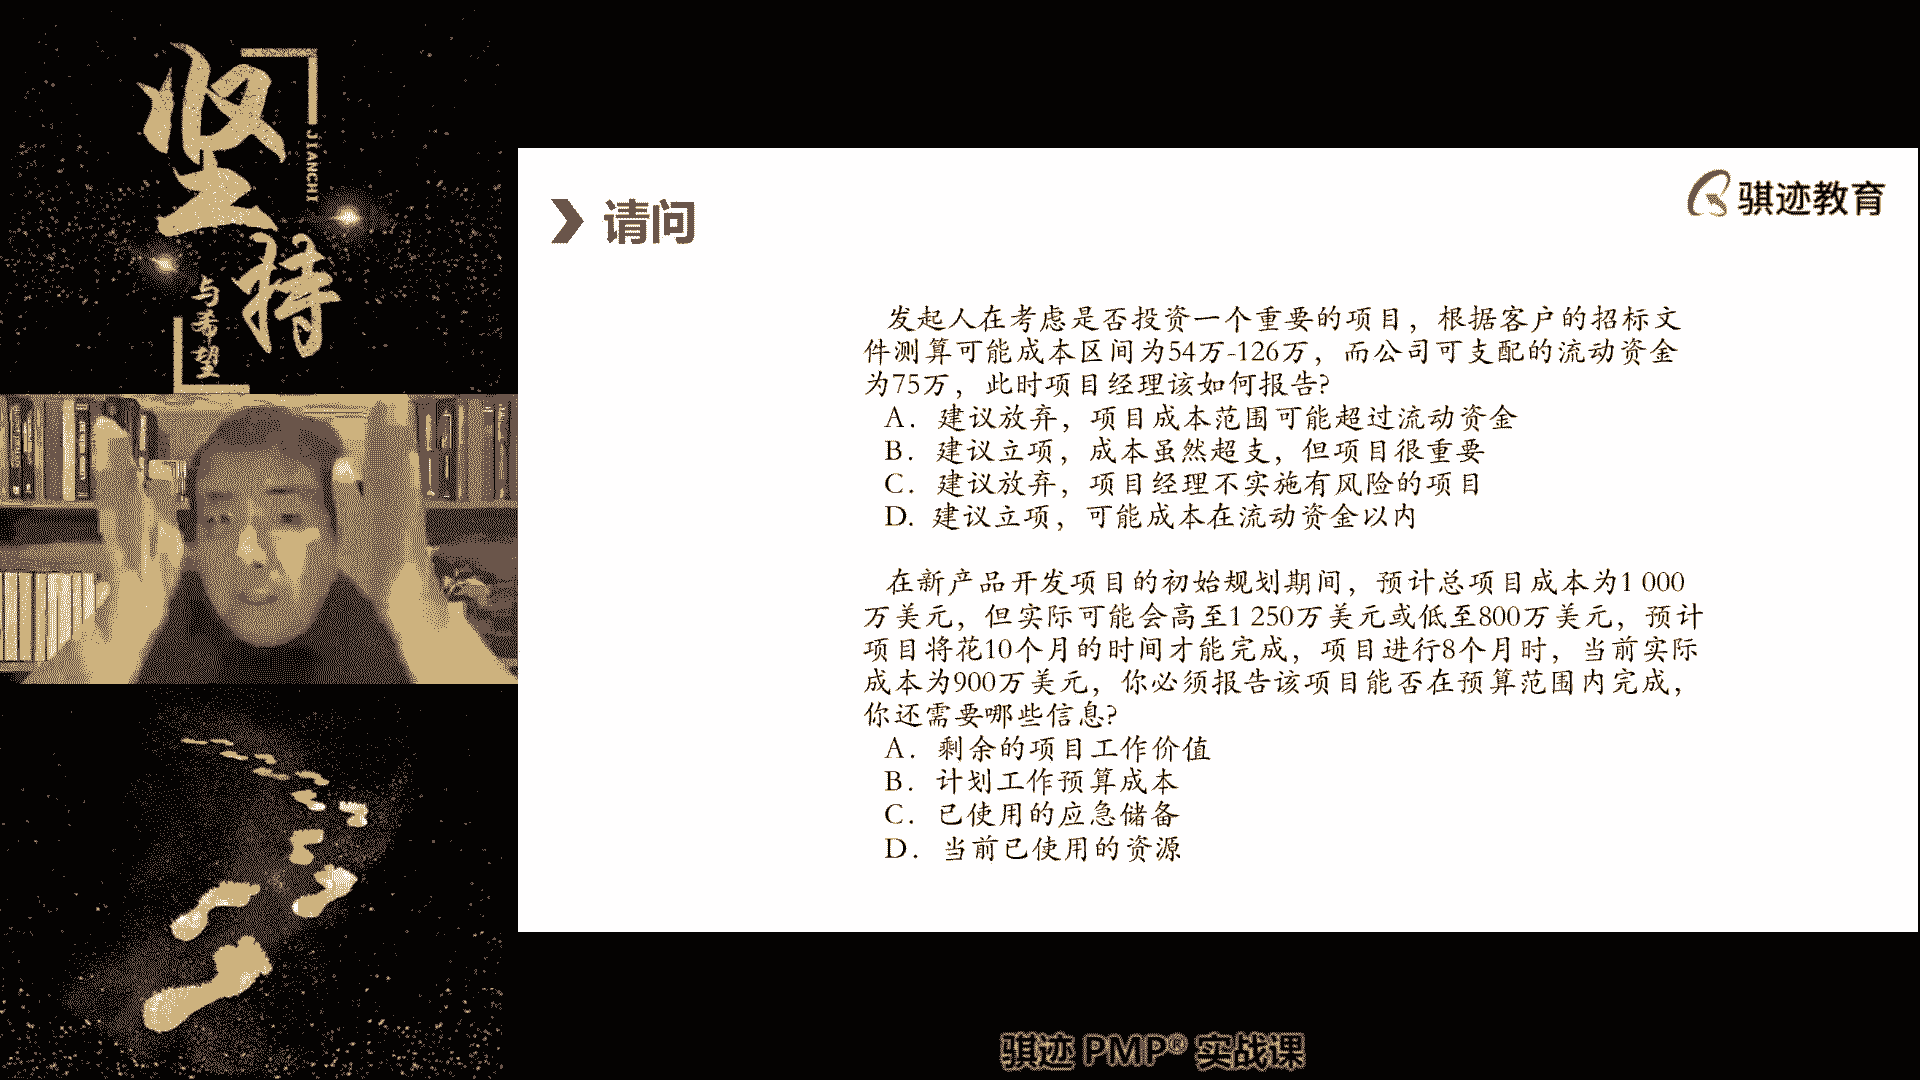 坚
持
JIANCHI
与希望
请问
骐迹教育
发起人在考虑是否投资一个重要的项目，根据客户的招标文
件测算可能成本区间为54万-126万，而公司可支配的流动资金
为75万，此时项目经理该如何报告?
A. 建议放弃，项目成本范围可能超过流动资金
B. 建议立项，成本虽然超支，但项目很重要
C. 建议放弃，项目经理不实施有风险的项目
D. 建议立项，可能成本在流动资金以内
在新产品开发项目的初始规划期间，预计总项目成本为1 000
万美元，但实际可能会高至1 250万美元或低至800万美元，预计
项目将花10个月的时间才能完成，项目进行8个月时，当前实际
成本为900万美元，你必须报告该项目能否在预算范围内完成，
你还需要哪些信息?
A. 剩余的项目工作价值
B. 计划工作预算成本
C. 已使用的应急储备
D. 当前已使用的资源
骐迹 PMP® 实战课